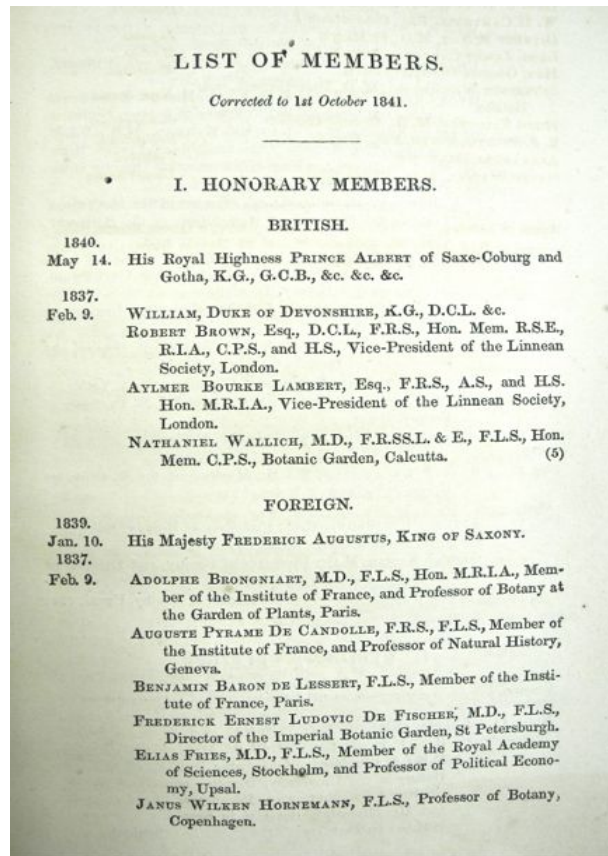 LIST OF MEMBERS.
Corrected to 1st October 1841.
I. HONORARY MEMBERS.
BRITISH.
1840.
May 14. His Royal Highness PRINCE ALBERT of Saxe-Coburg and
Gotha, K.G., G.C.B., &c. &c. &c.
1837.
Feb. 9. WILLIAM, DUKE OF DEVONSHIRE, K.G., D.C.L. &c.
ROBERT BROWN, Esq., D.C.L., F.R.S., Hon. Mem. R.S.E.,
R.I.A., C.P.S., and H.S., Vice-President of the Linnean
Society, London.
AYLMER BOURKE LAMBERT, Esq., F.R.S., A.S., and H.S.
Hon. M.R.I.A., Vice-President of the Linnean Society,
London.
NATHANIEL WALLICH, M.D., F.R.SS.L. & E., F.L.S., Hon.
Mem. C.P.S., Botanic Garden, Calcutta. (5)
FOREIGN.
1839.
Jan. 10. His Majesty FREDERICK AUGUSTUS, KING OF SAXONY.
1837.
Feb. 9. ADOLPHE BRONGNIART, M.D., F.L.S., Hon. M.R.I.A., Mem-
ber of the Institute of France, and Professor of Botany at
the Garden of Plants, Paris.
AUGUSTE PYRAME DE CANDOLLE, F.R.S., F.L.S., Member of
the Institute of France, and Professor of Natural History,
Geneva.
BENJAMIN BARON DE LESSERT, F.L.S., Member of the Insti-
tute of France, Paris.
FREDERICK ERNEST LUDOVIC DE FISCHER, M.D., F.L.S.,
Director of the Imperial Botanic Garden, St Petersburgh.
ELIAS FRIES, M.D., F.L.S., Member of the Royal Academy
of Sciences, Stockholm, and Professor of Political Econo-
my, Upsal.
JANUS WILKEN HORNEMANN, F.L.S., Professor of Botany,
Copenhagen.